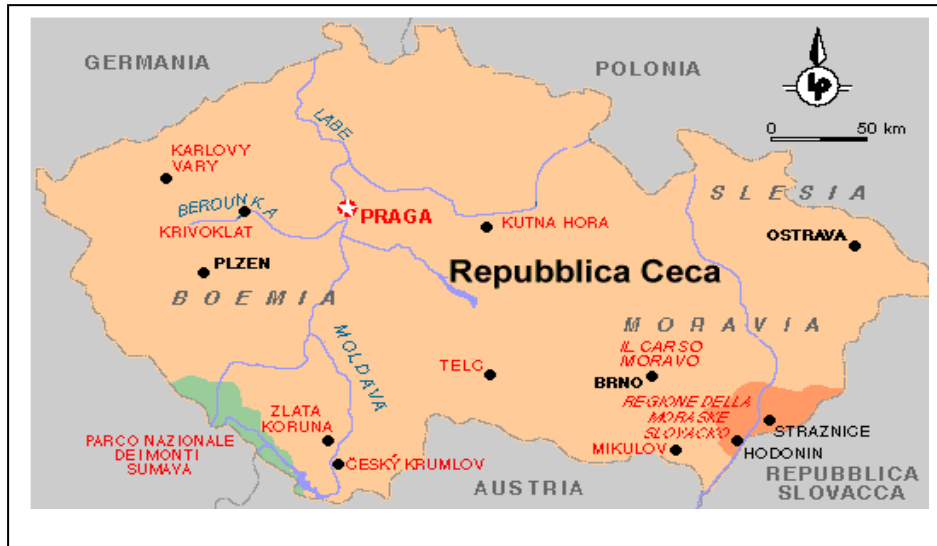 GERMANIA
POLONIA
LP
0 50 km
LABE
KARLOVY
VARY
SLESIA
BEROUNKA
PRAGA
KRIVOKLAT
KUTNA HORA
OSTRAVA
PLZEN
Repubblica Ceca
BOEMIA
MORAVIA
MOLDAVA
IL CARSO
MORAVO
TELC
BRNO
REGIONE DELLA
MORASKE
SLOVACKO
ZLATA
KORUNA
STRAZNICE
PARCO NAZIONALE
DEI MONTI
SUMAVA
MIKULOV
HODONIN
ČESKÝ KRUMLOV
REPUBBLICA
SLOVACCA
AUSTRIA